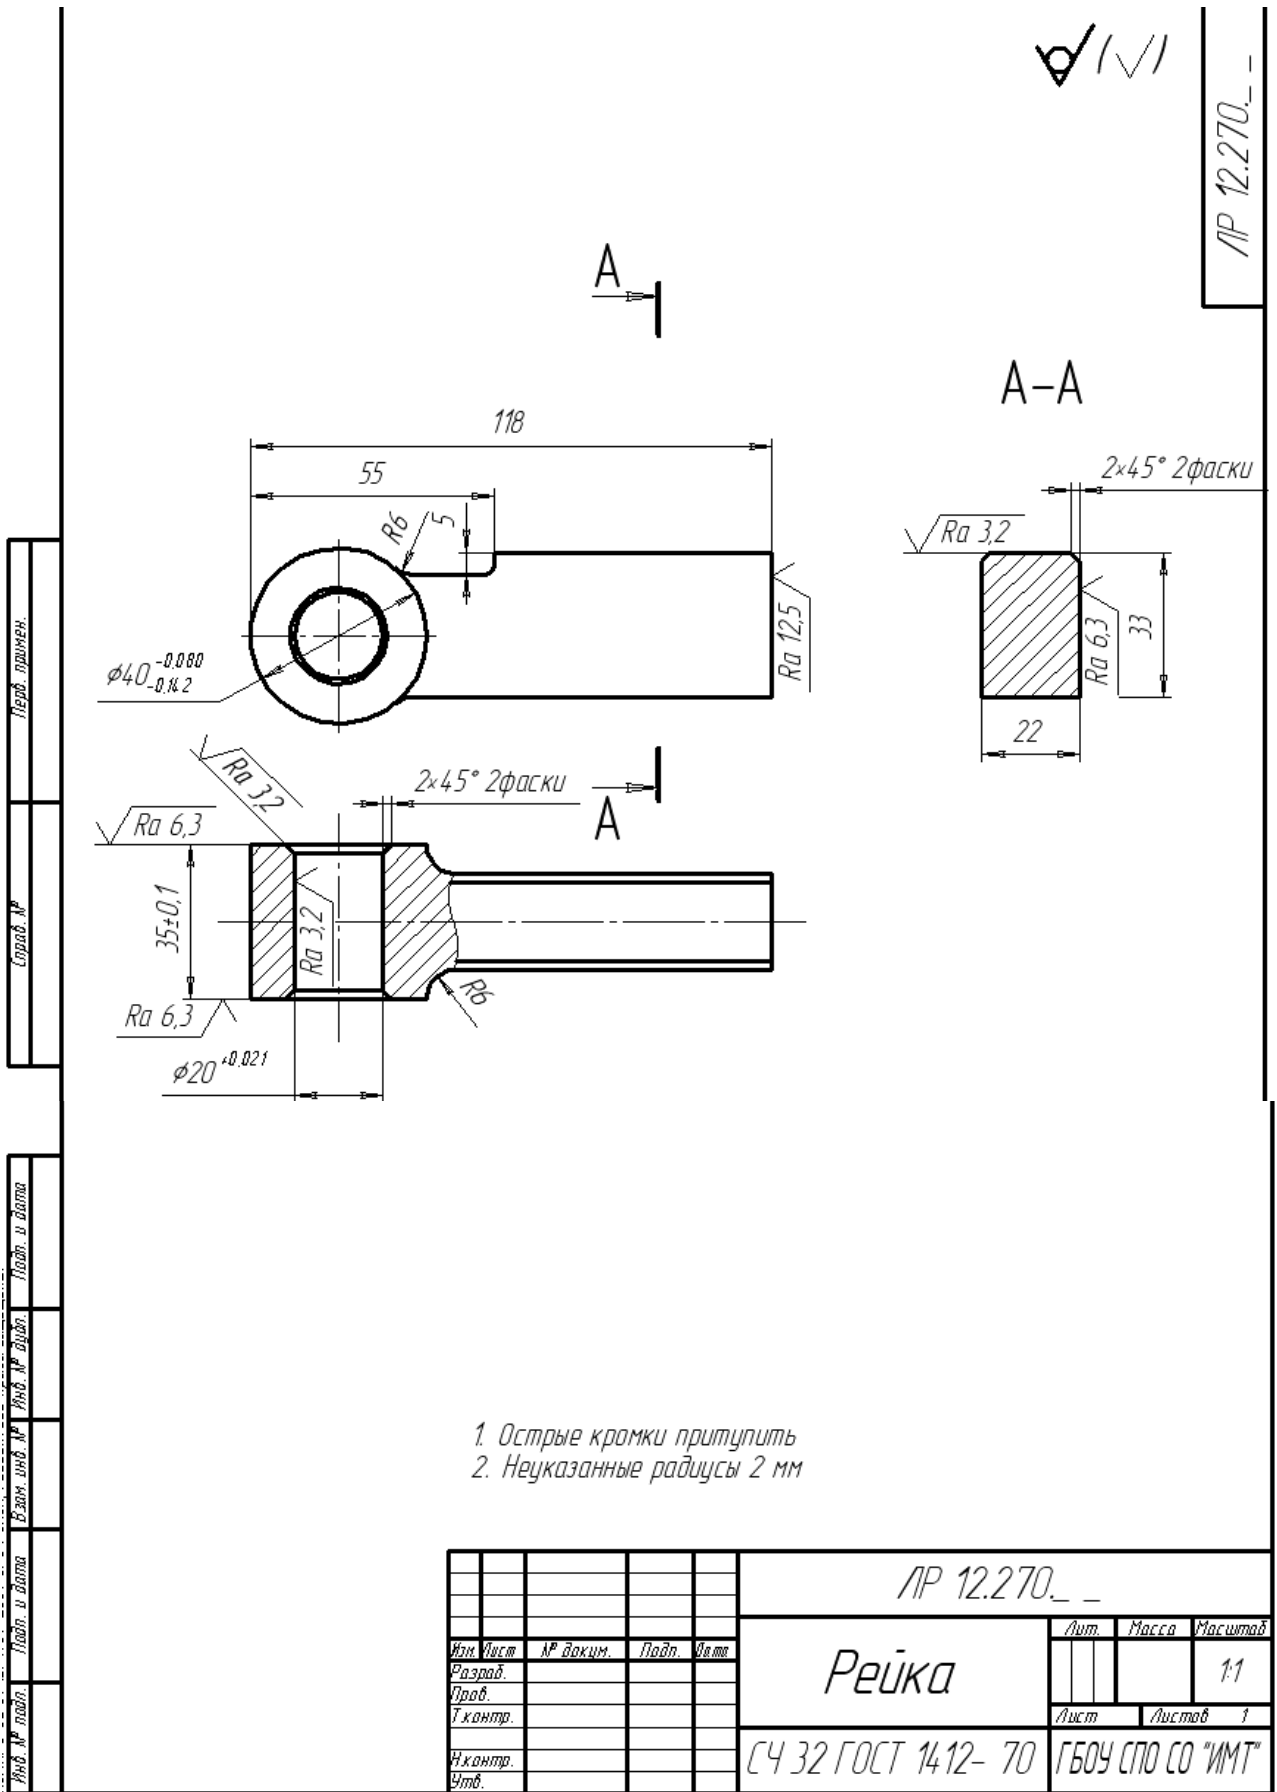 (√)
ЛР 12.270._ _
А
А-А
118
2×45° 2фаски
55
R6
5
Ra 3,2
Ra 12,5
Ra 6,3
33
⌀40 -0,080
-0,142
22
Перв. примен.
Ra 3,2
2×45° 2фаски
А
Ra 6,3
35±0,1
Ra 3,2
Справ. №
R6
Ra 6,3
⌀20 +0,021
Подп. и дата
Инв. № дубл.
Взам. инв. №
Подп. и дата
Инв. № подл.
1. Острые кромки притупить
2. Неуказанные радиусы 2 мм
ЛР 12.270._ _
Изм. Лист № докум. Подп. Дата
Разраб.
Пров.
Т.контр.
Н.контр.
Утв.
Рейка
Лит. Масса Масштаб
1:1
Лист Листов 1
СЧ 32 ГОСТ 1412- 70
ГБОУ СПО СО "ИМТ"